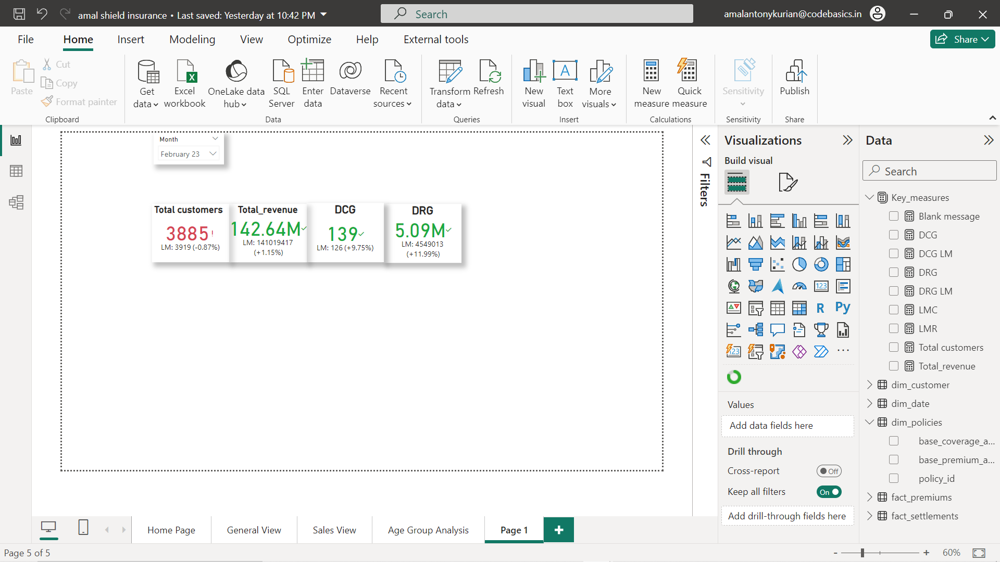 amal shield insurance • Last saved: Yesterday at 10:42 PM
Search
amalantonykurian@codebasics.in
File
Home
Insert
Modeling
View
Optimize
Help
External tools
Share
Paste
Cut
Copy
Format painter
Clipboard
Get
data
Excel
workbook
OneLake data
hub
SQL
Server
Enter
data
Dataverse
Recent
sources
Data
Transform
data
Refresh
Queries
New
visual
Text
box
More
visuals
Insert
New
measure
Quick
measure
Calculations
Sensitivity
Sensitivity
Publish
Share
Month
February 23
Total customers
3885!
LM: 3919 (-0.87%)
Total_revenue
142.64M
LM: 141019417
(+1.15%)
DCG
139
LM: 126 (+9.75%)
DRG
5.09M
LM: 4549013
(+11.99%)
Filters
Visualizations
Build visual
123
R
Py
123
Values
Add data fields here
Drill through
Cross-report
Off
Keep all filters
On
Add drill-through fields here
Data
Search
Key_measures
Blank message
DCG
DCG LM
DRG
DRG LM
LMC
LMR
Total customers
Total_revenue
dim_customer
dim_date
dim_policies
base_coverage_a...
base_premium_a...
policy_id
fact_premiums
fact_settlements
Home Page
General View
Sales View
Age Group Analysis
Page 1
Page 5 of 5
- + 60%